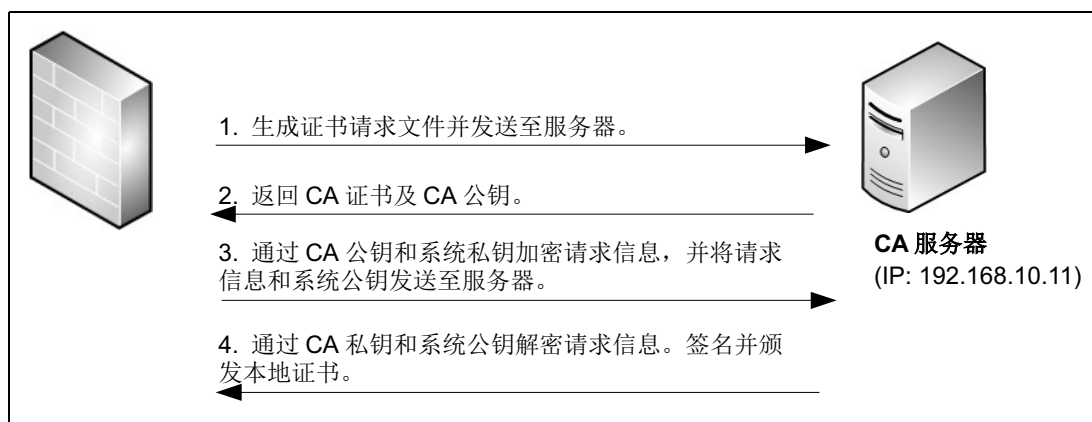 1. 生成证书请求文件并发送至服务器。
2. 返回 CA 证书及 CA 公钥。
3. 通过 CA 公钥和系统私钥加密请求信息，并将请求
信息和系统公钥发送至服务器。
CA 服务器
(IP: 192.168.10.11)
4. 通过 CA 私钥和系统公钥解密请求信息。签名并颁
发本地证书。